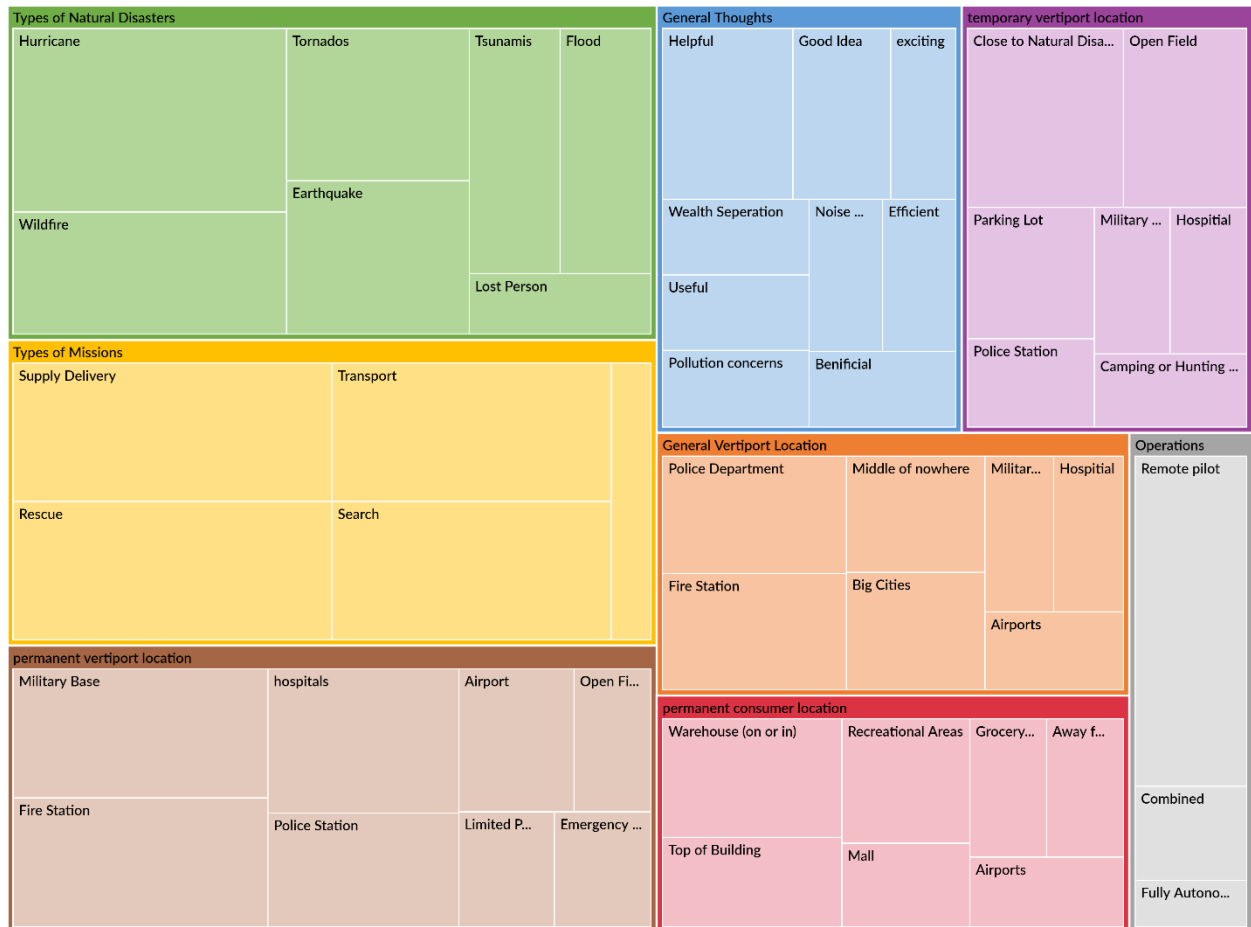 Types of Natural Disasters
Hurricane
Tornados
Tsunamis
Flood
Wildfire
Earthquake
Lost Person
Types of Missions
Supply Delivery
Transport
Rescue
Search
permanent vertiport location
Military Base
hospitals
Airport
Open Fi...
Fire Station
Police Station
Limited P...
Emergency ...
General Thoughts
Helpful
Good Idea
exciting
Wealth Seperation
Noise ...
Efficient
Useful
Pollution concerns
Benificial
temporary vertiport location
Close to Natural Disa...
Open Field
Parking Lot
Military ...
Hospitial
Police Station
Camping or Hunting ...
General Vertiport Location
Police Department
Middle of nowhere
Militar...
Hospitial
Fire Station
Big Cities
Airports
permanent consumer location
Warehouse (on or in)
Recreational Areas
Grocery...
Away f...
Top of Building
Mall
Airports
Operations
Remote pilot
Combined
Fully Autono...